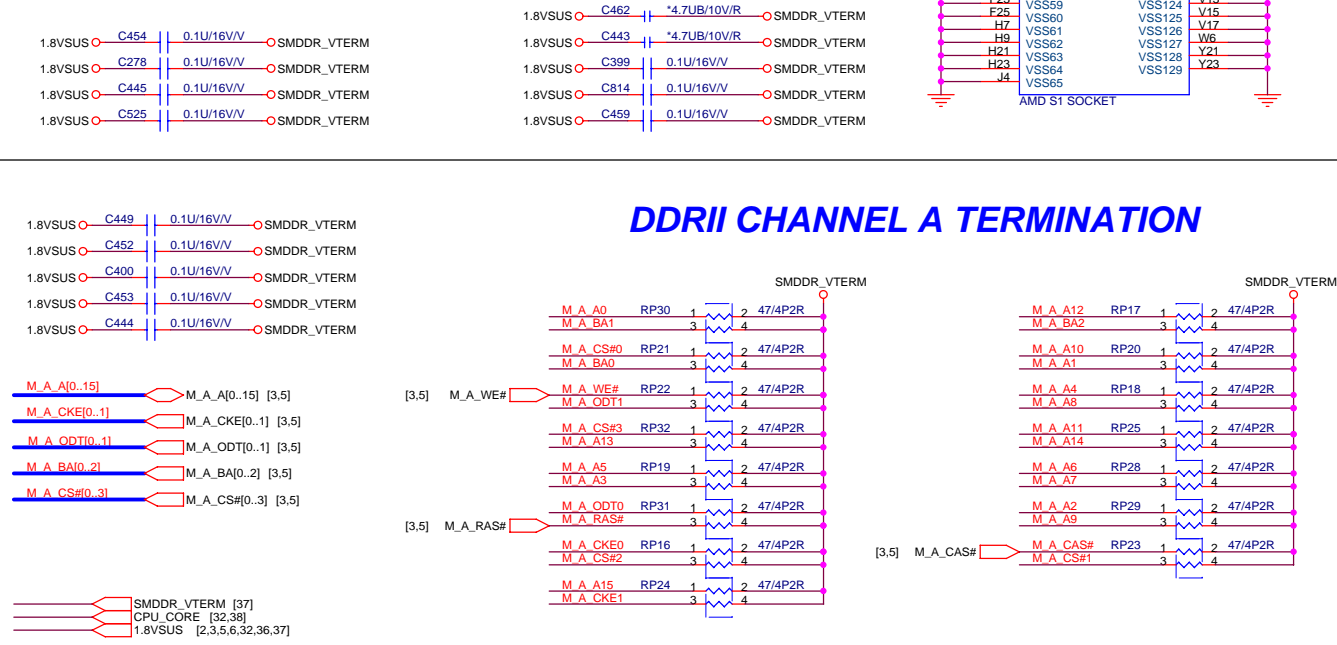 C462 *4.7UB/10V/R
1.8VSUS SMDDR_VTERM
C454 0.1U/16V/V
1.8VSUS SMDDR_VTERM
C443 *4.7UB/10V/R
1.8VSUS SMDDR_VTERM
C278 0.1U/16V/V
1.8VSUS SMDDR_VTERM
C399 0.1U/16V/V
1.8VSUS SMDDR_VTERM
C445 0.1U/16V/V
1.8VSUS SMDDR_VTERM
C814 0.1U/16V/V
1.8VSUS SMDDR_VTERM
C525 0.1U/16V/V
1.8VSUS SMDDR_VTERM
C459 0.1U/16V/V
1.8VSUS SMDDR_VTERM
VSS59 VSS124
F25 VSS60 VSS125 V15
H7 VSS61 VSS126 V17
H9 VSS62 VSS127 W6
H21 VSS63 VSS128 Y21
H23 VSS64 VSS129 Y23
J4 VSS65
AMD S1 SOCKET
DDRII CHANNEL A TERMINATION
C449 0.1U/16V/V
1.8VSUS SMDDR_VTERM
C452 0.1U/16V/V
1.8VSUS SMDDR_VTERM
C400 0.1U/16V/V
1.8VSUS SMDDR_VTERM
C453 0.1U/16V/V
1.8VSUS SMDDR_VTERM
C444 0.1U/16V/V
1.8VSUS SMDDR_VTERM
M_A_A[0..15] M_A_A[0..15] [3,5]
M_A_CKE[0..1] M_A_CKE[0..1] [3,5]
M_A_ODT[0..1] M_A_ODT[0..1] [3,5]
M_A_BA[0..2] M_A_BA[0..2] [3,5]
M_A_CS#[0..3] M_A_CS#[0..3] [3,5]
SMDDR_VTERM [37]
CPU_CORE [32,38]
1.8VSUS [2,3,5,6,32,36,37]
SMDDR_VTERM
M_A_A0 RP30 1 2 47/4P2R
M_A_BA1 3 4
M_A_CS#0 RP21 1 2 47/4P2R
M_A_BA0 3 4
[3,5] M_A_WE# M_A_WE# RP22 1 2 47/4P2R
M_A_ODT1 3 4
M_A_CS#3 RP32 1 2 47/4P2R
M_A_A13 3 4
M_A_A5 RP19 1 2 47/4P2R
M_A_A3 3 4
M_A_ODT0 RP31 1 2 47/4P2R
[3,5] M_A_RAS# M_A_RAS# 3 4
M_A_CKE0 RP16 1 2 47/4P2R
M_A_CS#2 3 4
M_A_A15 RP24 1 2 47/4P2R
M_A_CKE1 3 4
SMDDR_VTERM
M_A_A12 RP17 1 2 47/4P2R
M_A_BA2 3 4
M_A_A10 RP20 1 2 47/4P2R
M_A_A1 3 4
M_A_A4 RP18 1 2 47/4P2R
M_A_A8 3 4
M_A_A11 RP25 1 2 47/4P2R
M_A_A14 3 4
M_A_A6 RP28 1 2 47/4P2R
M_A_A7 3 4
M_A_A2 RP29 1 2 47/4P2R
M_A_A9 3 4
[3,5] M_A_CAS# M_A_CAS# RP23 1 2 47/4P2R
M_A_CS#1 3 4